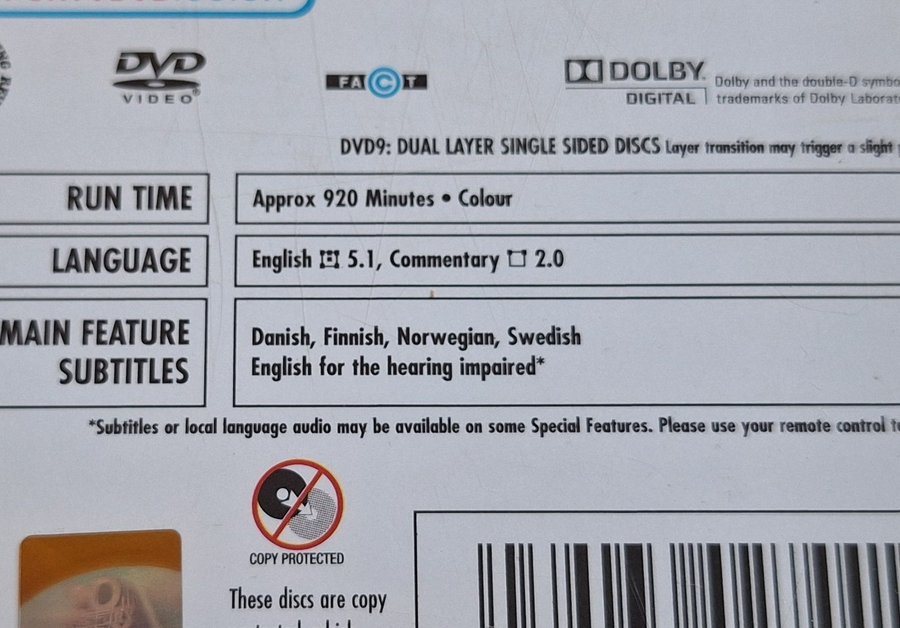 DVD
VIDEO
FACT
DOLBY
DIGITAL
Dolby and the double-D
trademarks of Dolby
DVD9: DUAL LAYER SINGLE SIDED DISCS Layer transition may trigger a slight
RUN TIME
Approx 920 Minutes • Colour
LANGUAGE
English 5.1, Commentary 2.0
MAIN FEATURE
SUBTITLES
Danish, Finnish, Norwegian, Swedish
English for the hearing impaired*
*Subtitles or local language audio may be available on some Special Features. Please use your remote control
COPY PROTECTED
These discs are copy